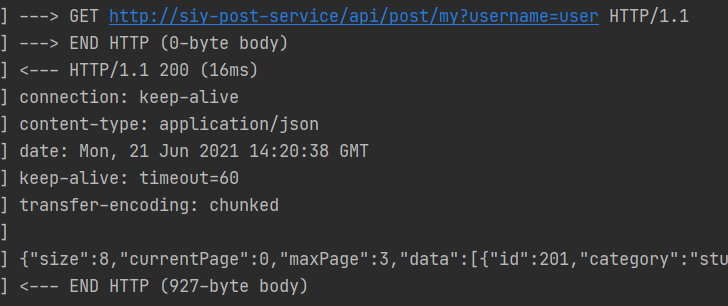 ] ---> GET http://siy-post-service/api/post/my?username=user HTTP/1.1
] ---> END HTTP (0-byte body)
] <--- HTTP/1.1 200 (16ms)
] connection: keep-alive
] content-type: application/json
] date: Mon, 21 Jun 2021 14:20:38 GMT
] keep-alive: timeout=60
] transfer-encoding: chunked
]
] {"size":8,"currentPage":0,"maxPage":3,"data":[{"id":201,"category":"stu
] <--- END HTTP (927-byte body)